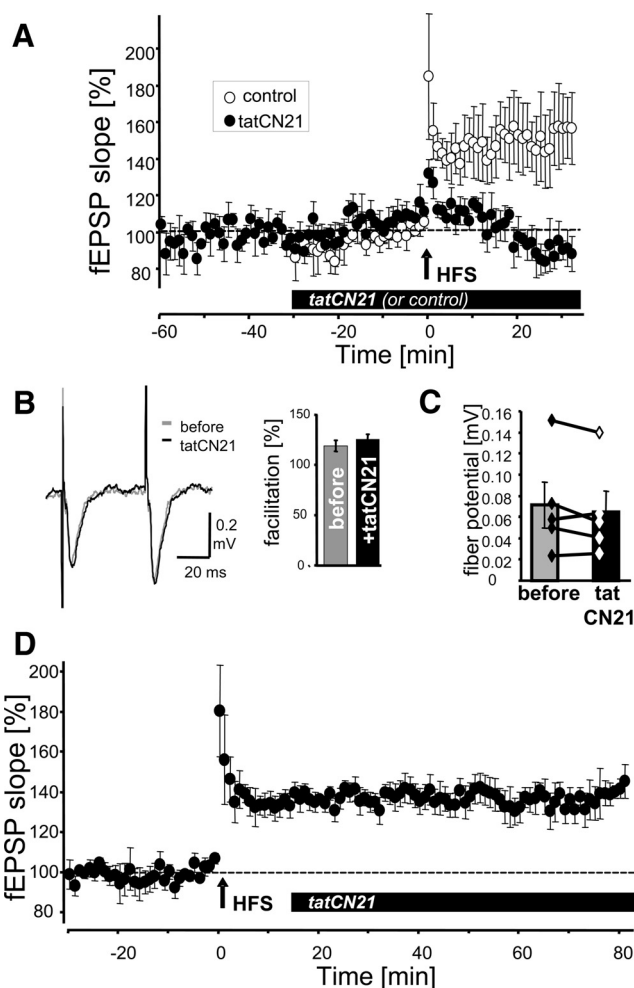 A
fEPSP slope [%]
200
180
160
140
120
100
80
control
tatCN21
HFS
tatCN21 (or control)
-60
-40
-20
0
20
Time [min]
B
before
tatCN21
0.2
mV
20 ms
facilitation [%]
150
100
50
0
before
+tatCN21
C
fiber potential [mV]
0.16
0.14
0.12
0.10
0.08
0.06
0.04
0.02
0
before
tat
CN21
D
fEPSP slope [%]
200
180
160
140
120
100
80
HFS
tatCN21
-20
0
20
40
60
80
Time [min]